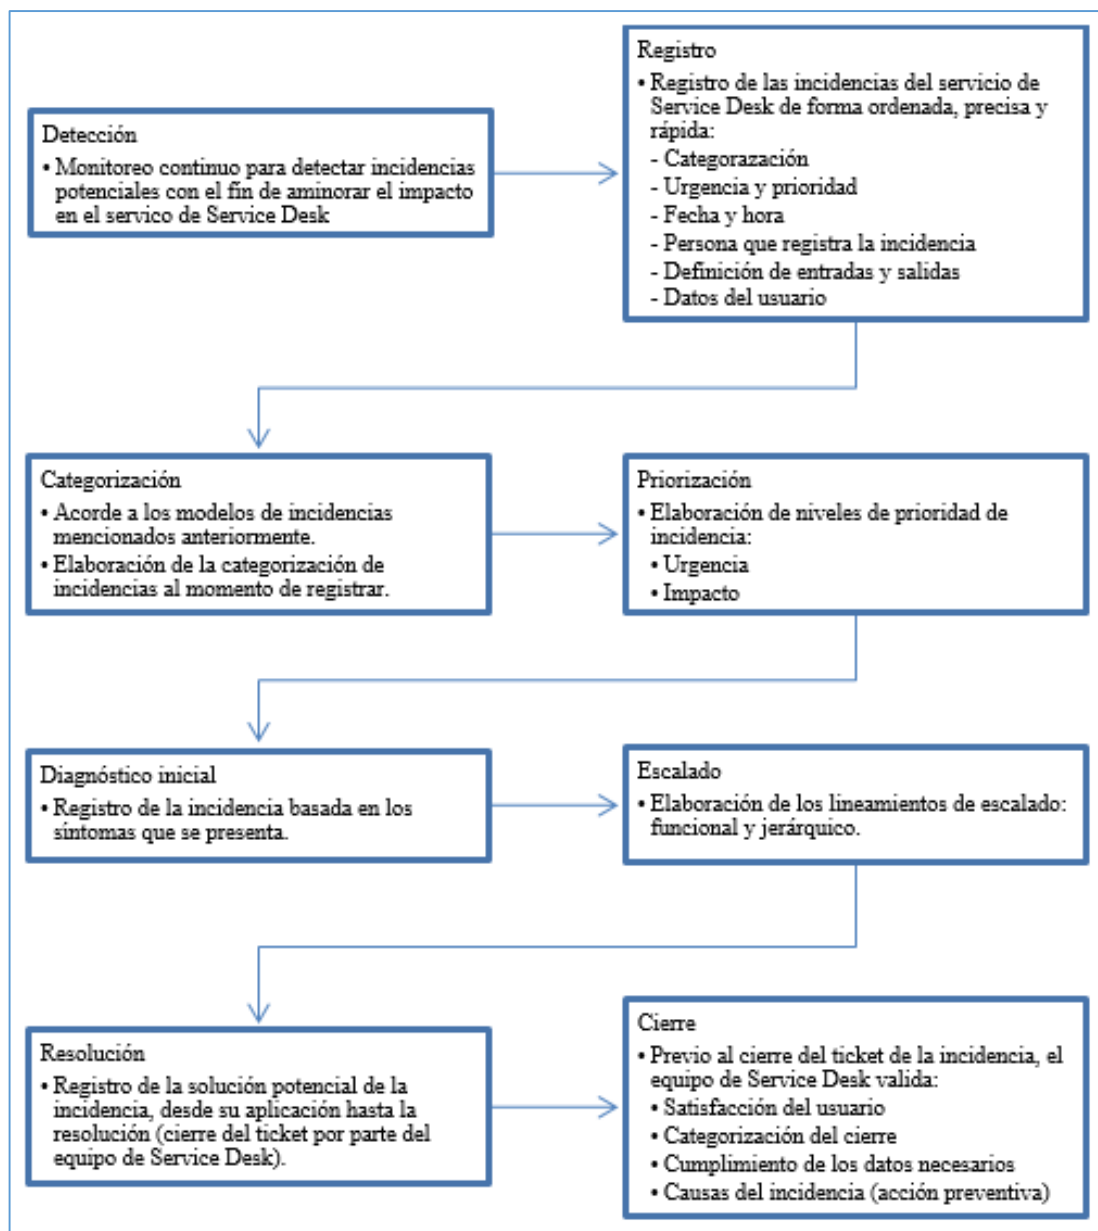 Detección
• Monitoreo continuo para detectar incidencias
potenciales con el fín de aminorar el impacto
en el servico de Service Desk
Registro
• Registro de las incidencias del servicio de
Service Desk de forma ordenada, precisa y
rápida:
- Categorazación
- Urgencia y prioridad
- Fecha y hora
- Persona que registra la incidencia
- Definición de entradas y salidas
- Datos del usuario
Categorización
• Acorde a los modelos de incidencias
mencionados anteriormente.
• Elaboración de la categorización de
incidencias al momento de registrar.
Priorización
• Elaboración de niveles de prioridad de
incidencia:
• Urgencia
• Impacto
Diagnóstico inicial
• Registro de la incidencia basada en los
síntomas que se presenta.
Escalado
• Elaboración de los lineamientos de escalado:
funcional y jerárquico.
Resolución
• Registro de la solución potencial de la
incidencia, desde su aplicación hasta la
resolución (cierre del ticket por parte del
equipo de Service Desk).
Cierre
• Previo al cierre del ticket de la incidencia, el
equipo de Service Desk valida:
• Satisfacción del usuario
• Categorización del cierre
• Cumplimiento de los datos necesarios
• Causas del incidencia (acción preventiva)